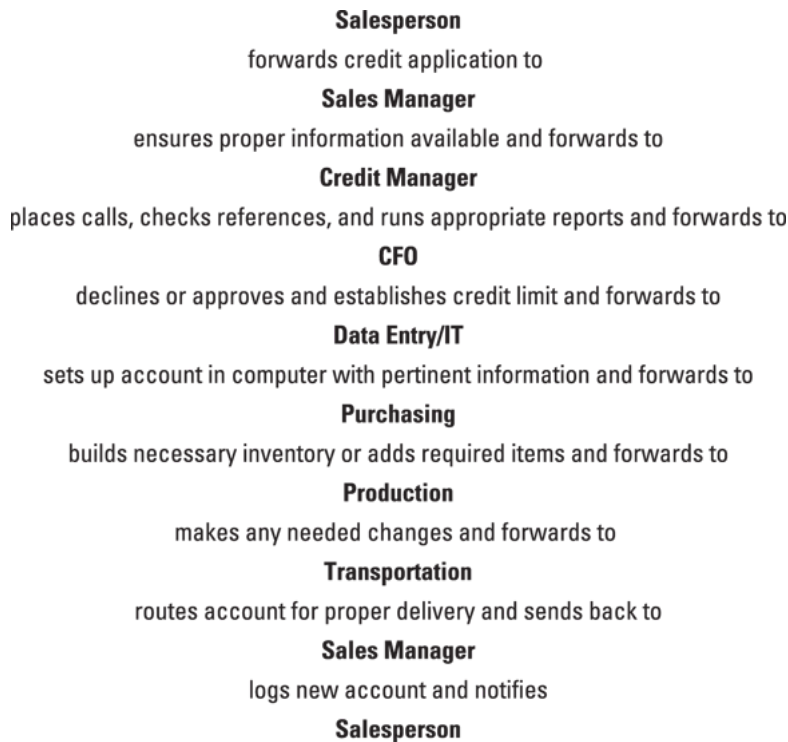 Salesperson
forwards credit application to
Sales Manager
ensures proper information available and forwards to
Credit Manager
places calls, checks references, and runs appropriate reports and forwards to
CFO
declines or approves and establishes credit limit and forwards to
Data Entry/IT
sets up account in computer with pertinent information and forwards to
Purchasing
builds necessary inventory or adds required items and forwards to
Production
makes any needed changes and forwards to
Transportation
routes account for proper delivery and sends back to
Sales Manager
logs new account and notifies
Salesperson